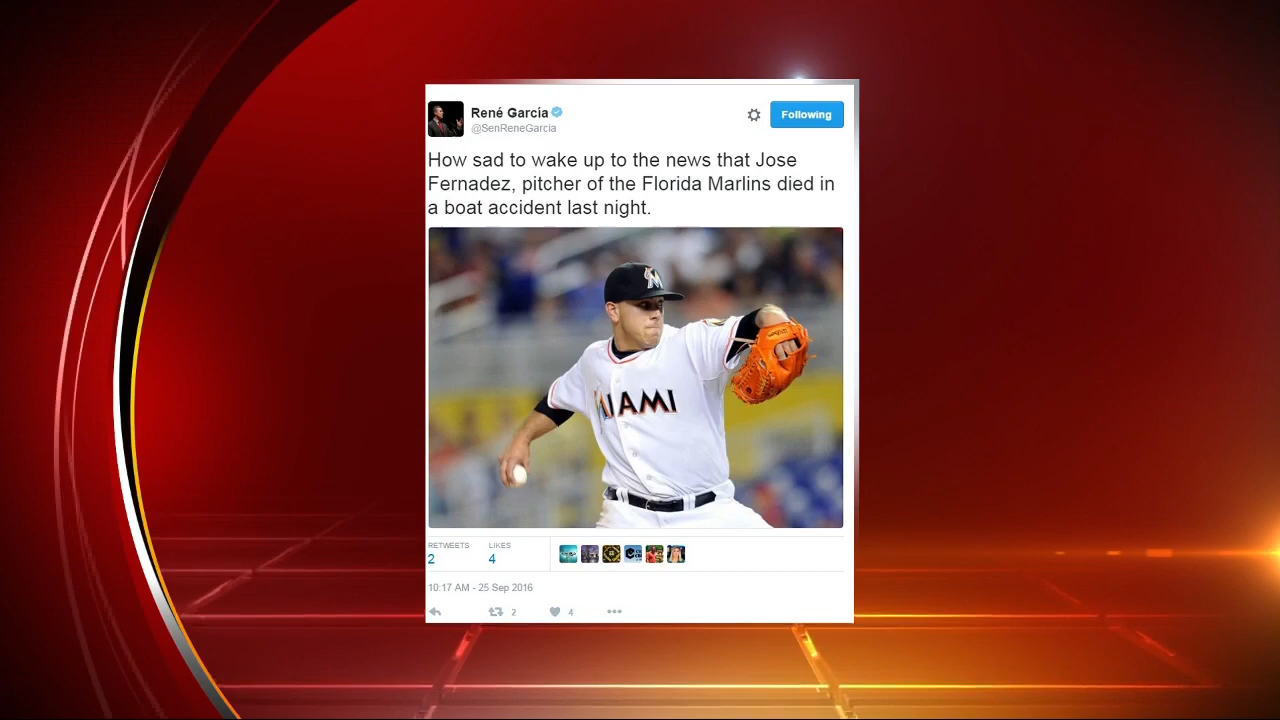 René García
@SenReneGarcia
Following
How sad to wake up to the news that Jose
Fernadez, pitcher of the Florida Marlins died in
a boat accident last night.
M
MIAMI
RETWEETS
LIKES
2
4
10:17 AM - 25 Sep 2016
2
4